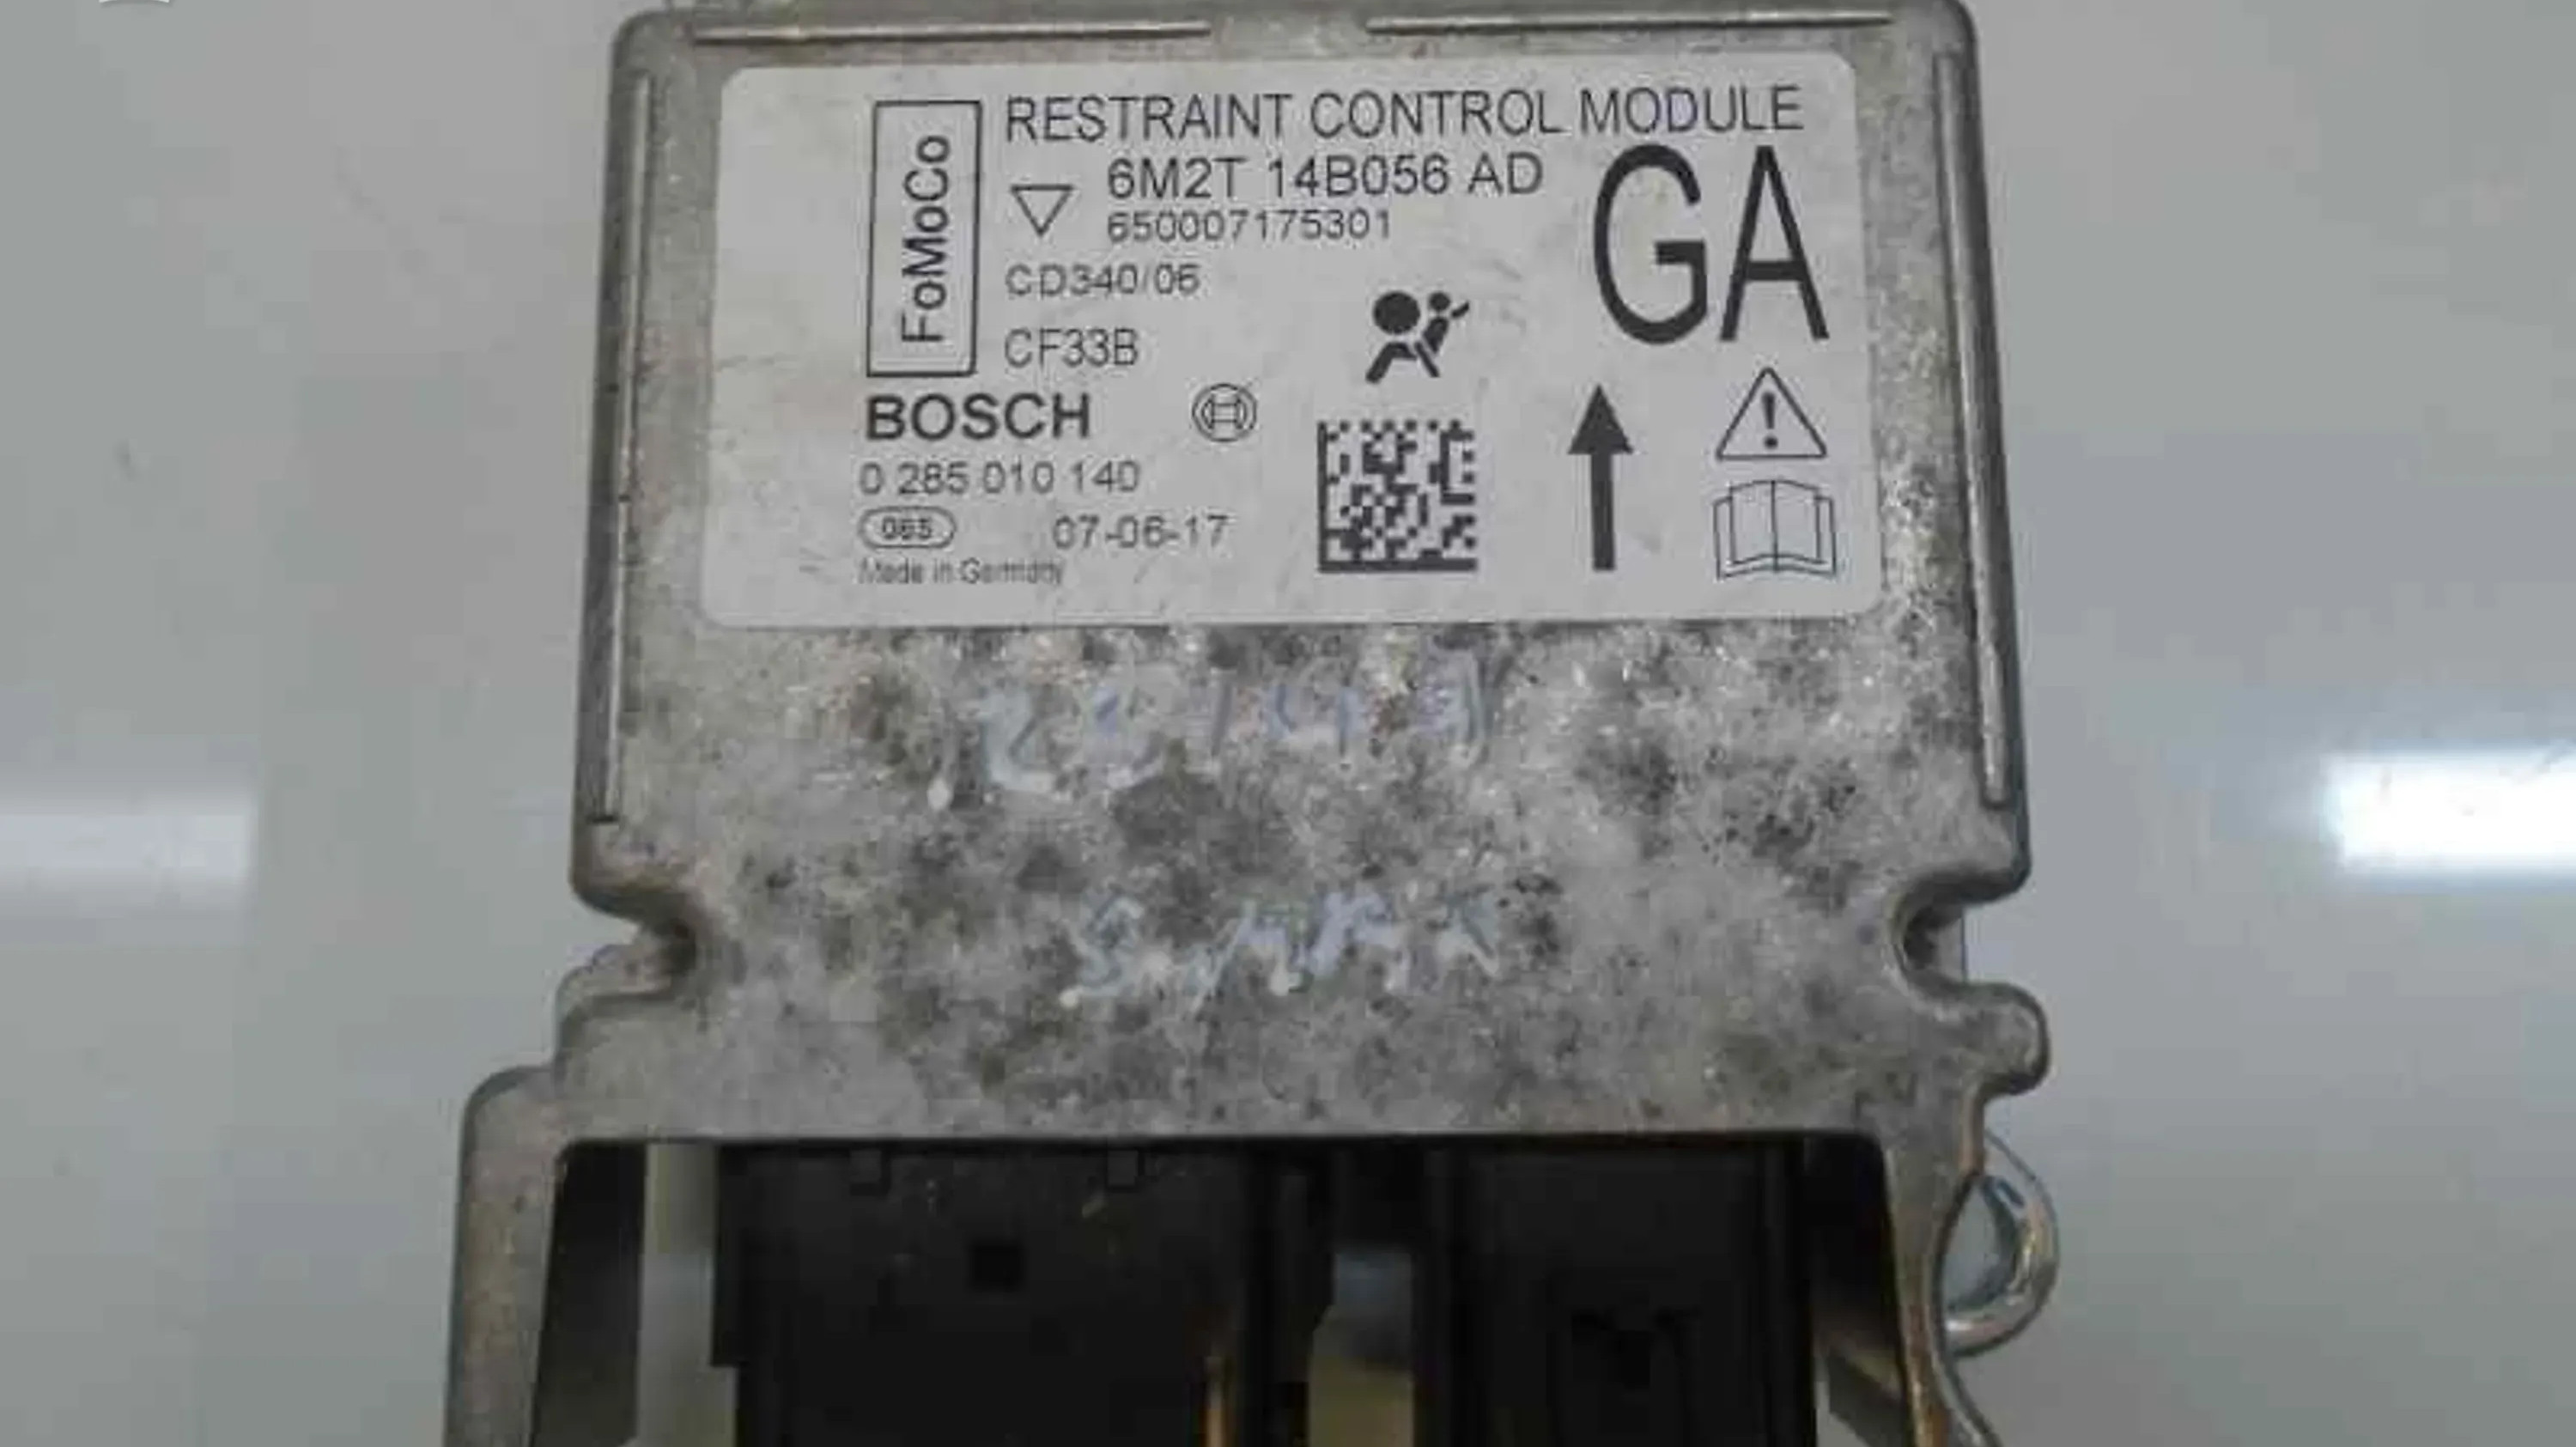 RESTRAINT CONTROL MODULE
FoMoCo
6M2T 14B056 AD
GA
650007175301
CD340/06
CF33B
BOSCH
0 285 010 140
065
07-06-17
Made in Germany